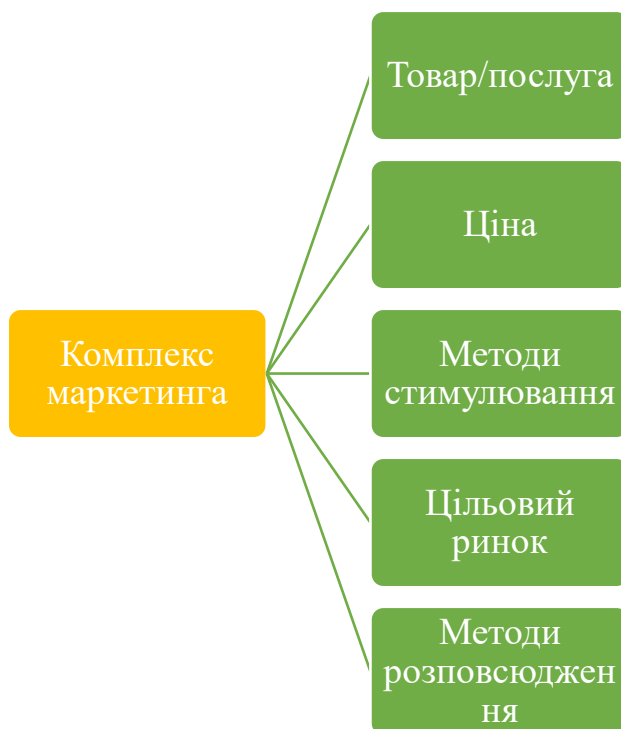 Товар/послуга
Ціна
Комплекс
маркетинга
Методи
стимулювання
Цільовий
ринок
Методи
розповсюджен
ня